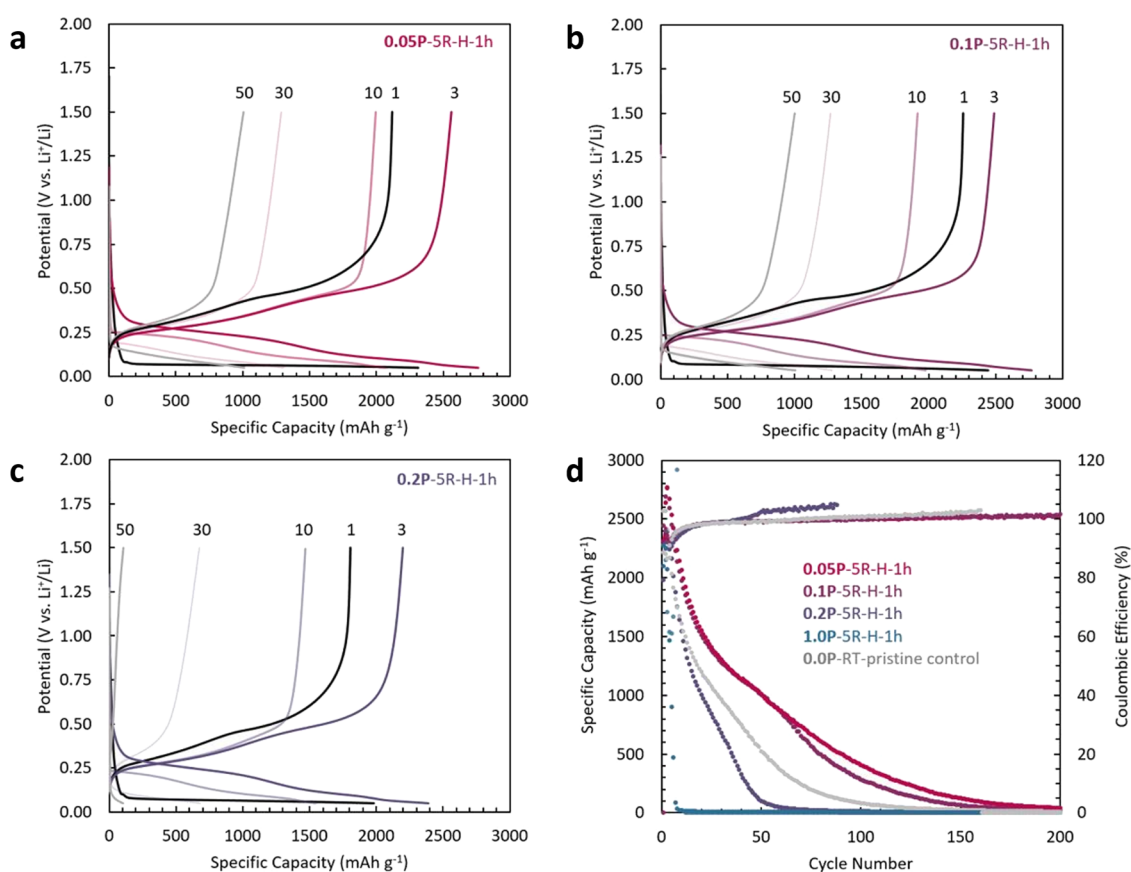 a
0.05P-5R-H-1h
2.00
1.75
1.50
1.25
1.00
0.75
0.50
0.25
0.00
Potential (V vs. Li⁺/Li)
50 30 10 1 3
0 500 1000 1500 2000 2500 3000
Specific Capacity (mAh g⁻¹)
b
0.1P-5R-H-1h
2.00
1.75
1.50
1.25
1.00
0.75
0.50
0.25
0.00
Potential (V vs. Li⁺/Li)
50 30 10 1 3
0 500 1000 1500 2000 2500 3000
Specific Capacity (mAh g⁻¹)
c
0.2P-5R-H-1h
2.00
1.75
1.50
1.25
1.00
0.75
0.50
0.25
0.00
Potential (V vs. Li⁺/Li)
50 30 10 1 3
0 500 1000 1500 2000 2500 3000
Specific Capacity (mAh g⁻¹)
d
3000
2500
2000
1500
1000
500
0
Specific Capacity (mAh g⁻¹)
0.05P-5R-H-1h
0.1P-5R-H-1h
0.2P-5R-H-1h
1.0P-5R-H-1h
0.0P-RT-pristine control
120
100
80
60
40
20
0
Coulombic Efficiency (%)
0 50 100 150 200
Cycle Number